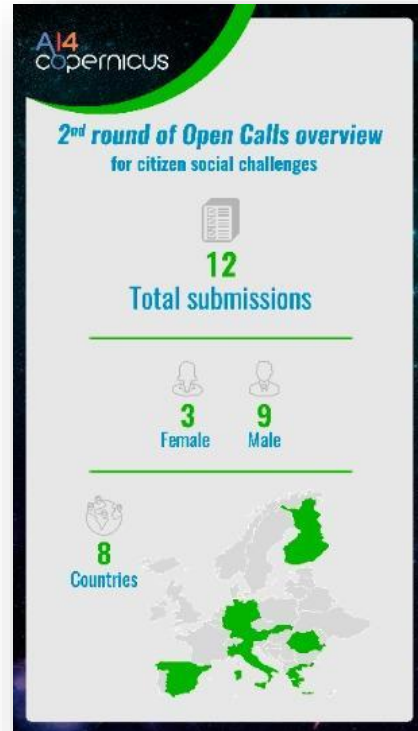 AI4
copernicus
2nd round of Open Calls overview
for citizen social challenges
12
Total submissions
3
Female
9
Male
8
Countries